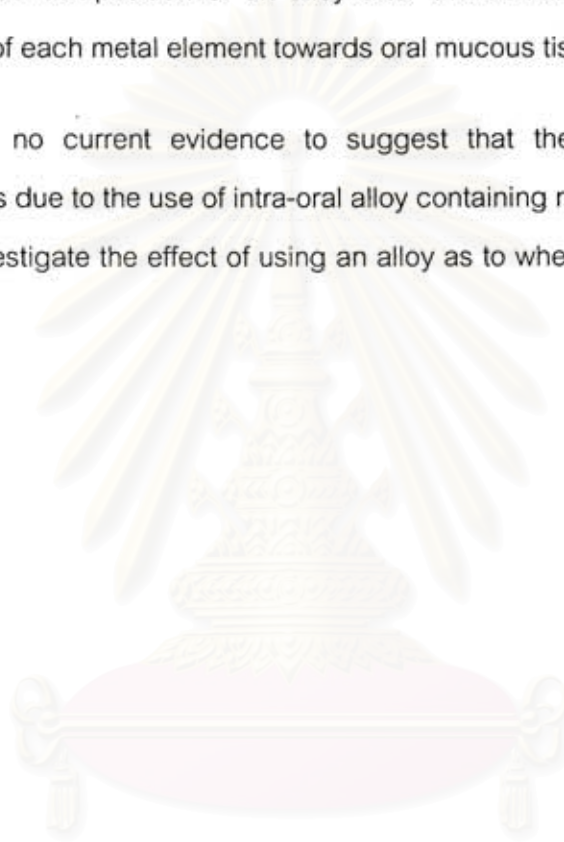 of each metal element towards oral mucous tis
no current evidence to suggest that the
s due to the use of intra-oral alloy containing
estigate the effect of using an alloy as to whe